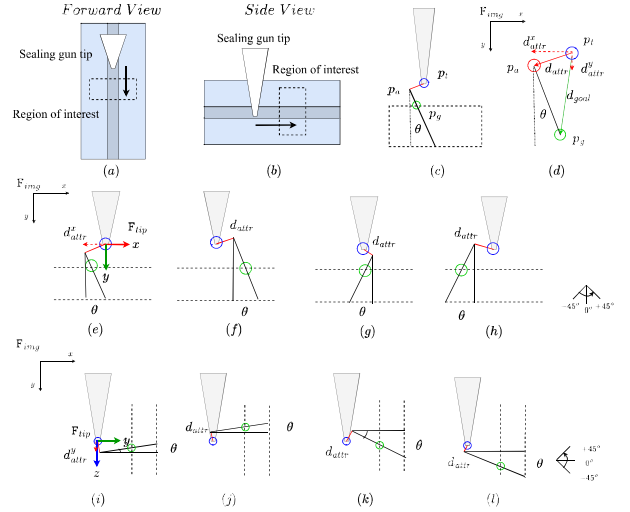 Forward View
Side View
Sealing gun tip
Region of interest
(a)
Sealing gun tip
Region of interest
(b)
p_t
p_a
p_g
θ
(c)
F_img
x
y
d^x_attr
p_t
p_a
d_attr
d^y_attr
d_goal
θ
p_g
(d)
F_img
x
y
F_tip
d^x_attr
x
y
θ
(e)
d_attr
θ
(f)
d_attr
θ
(g)
d_attr
θ
(h)
−45° 0° +45°
F_img
x
y
F_tip
y
d^y_attr
z
θ
(i)
d_attr
θ
(j)
d_attr
θ
(k)
d_attr
θ
(l)
+45°
0°
−45°